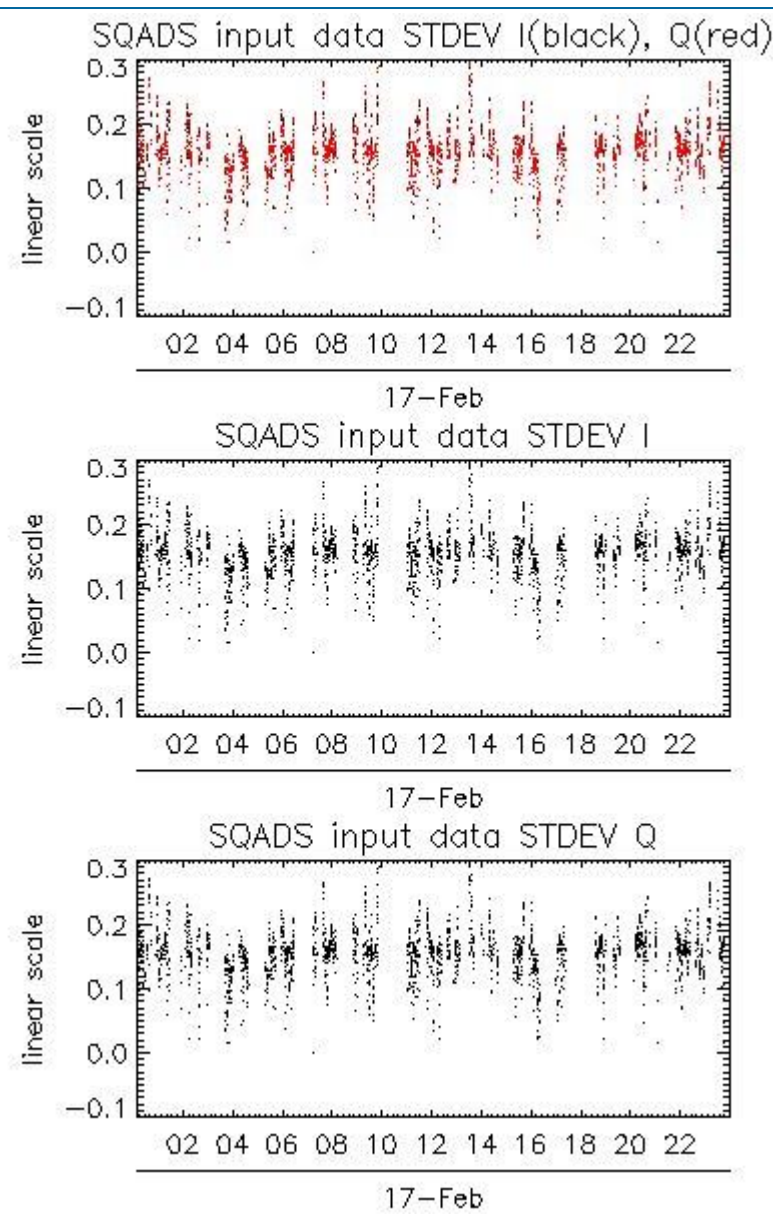 SQADS input data STDEV I(black), Q(red)
0.3
0.2
0.1
0.0
−0.1
linear scale
02 04 06 08 10 12 14 16 18 20 22
17−Feb
SQADS input data STDEV I
0.3
0.2
0.1
0.0
−0.1
linear scale
02 04 06 08 10 12 14 16 18 20 22
17−Feb
SQADS input data STDEV Q
0.3
0.2
0.1
0.0
−0.1
linear scale
02 04 06 08 10 12 14 16 18 20 22
17−Feb